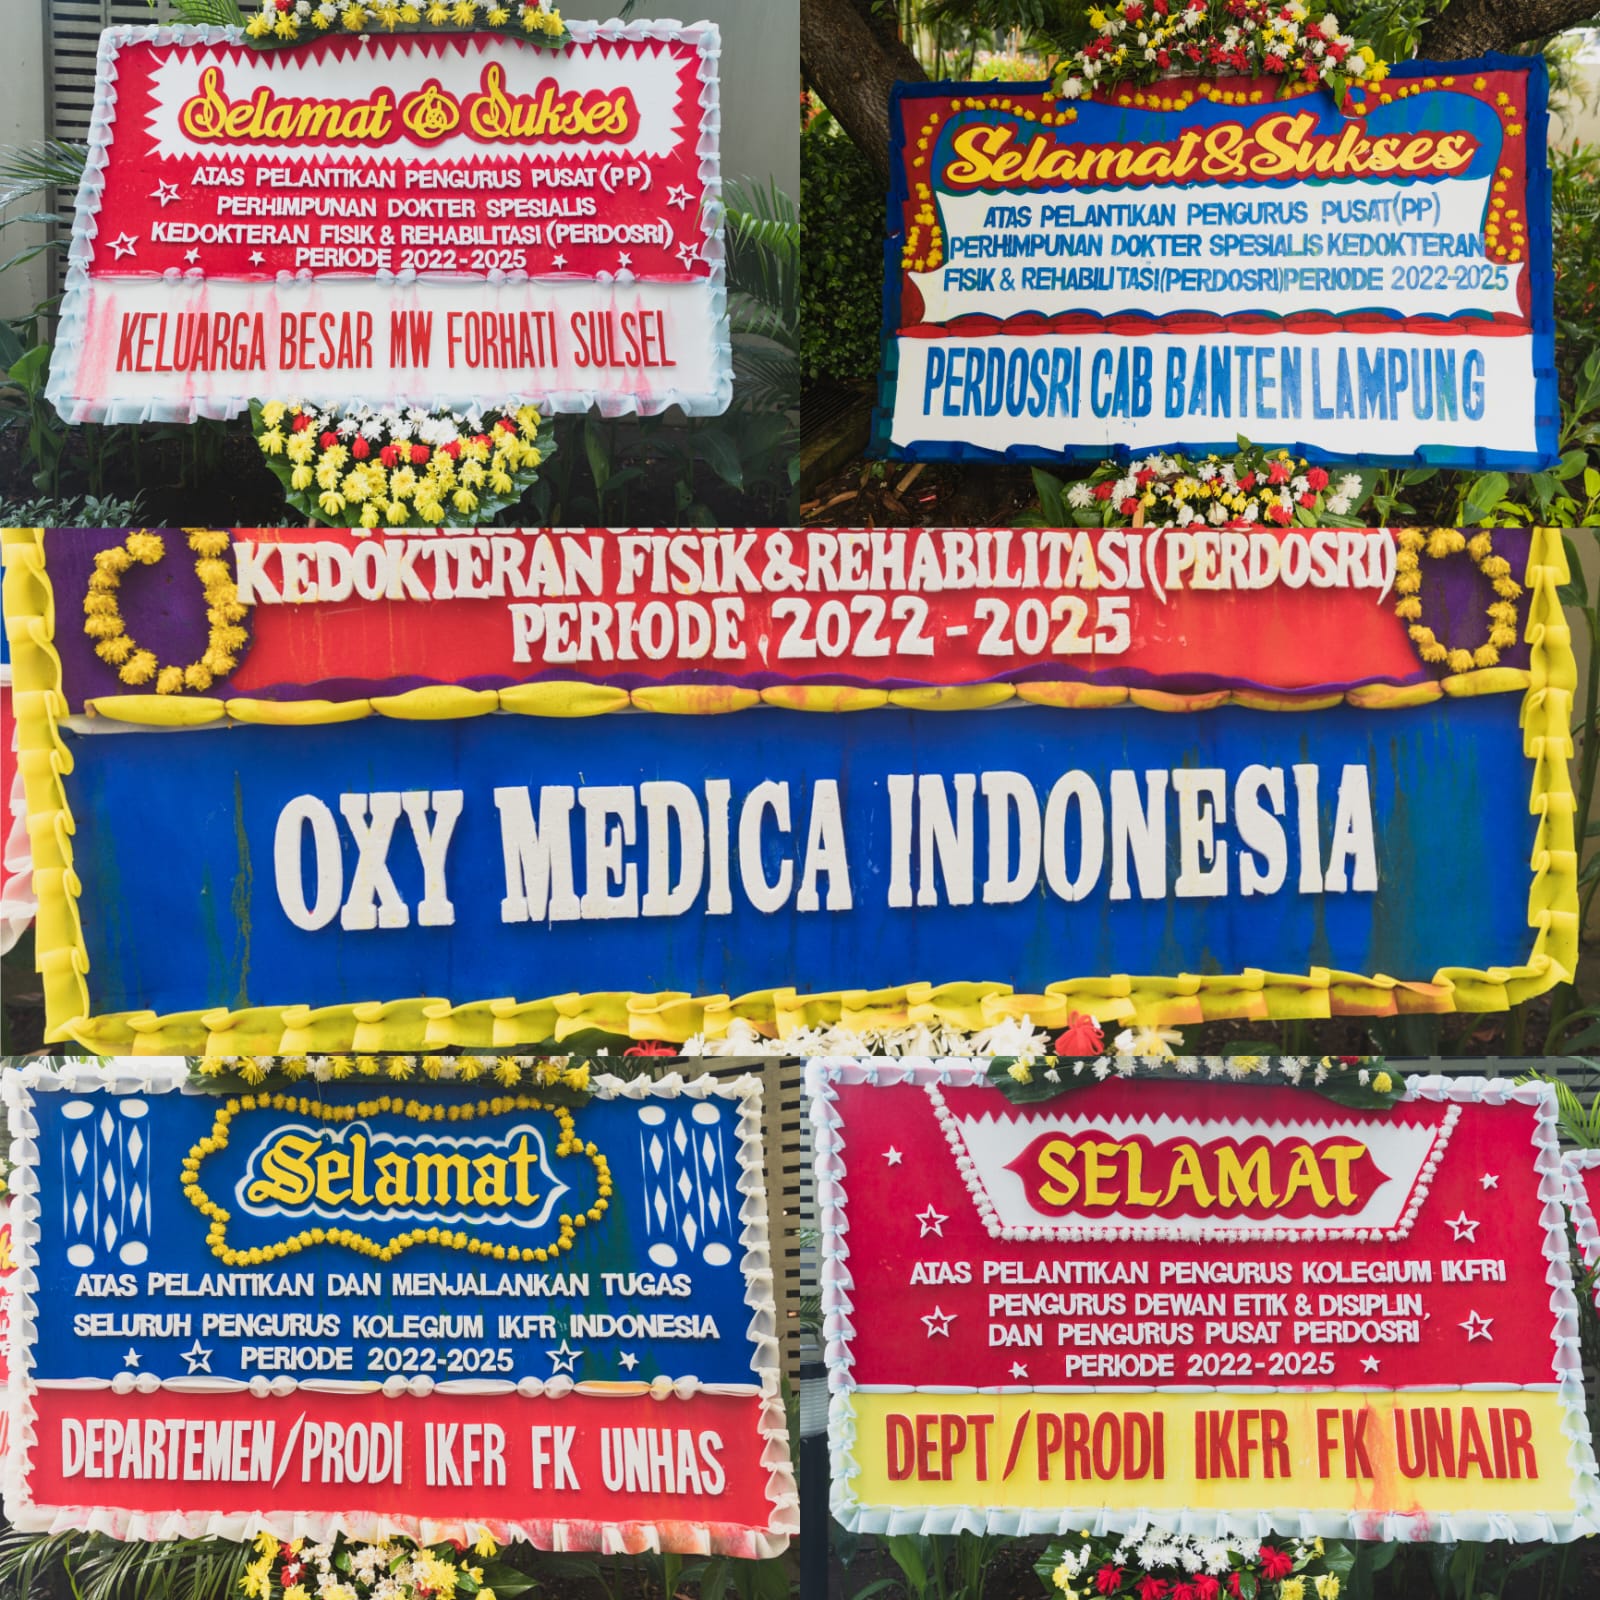 Selamat & Sukses
ATAS PELANTIKAN PENGURUS PUSAT (PP)
PERHIMPUNAN DOKTER SPESIALIS
KEDOKTERAN FISIK & REHABILITASI (PERDOSRI)
PERIODE 2022-2025
KELUARGA BESAR MW FORHATI SULSEL
Selamat & Sukses
ATAS PELANTIKAN PENGURUS PUSAT (PP)
PERHIMPUNAN DOKTER SPESIALIS KEDOKTERAN
FISIK & REHABILITASI (PERDOSRI) PERIODE 2022-2025
PERDOSRI CAB BANTEN LAMPUNG
KEDOKTERAN FISIK & REHABILITASI (PERDOSRI)
PERIODE 2022 - 2025
OXY MEDICA INDONESIA
Selamat
ATAS PELANTIKAN DAN MENJALANKAN TUGAS
SELURUH PENGURUS KOLEGIUM IKFR INDONESIA
PERIODE 2022-2025
DEPARTEMEN/PRODI IKFR FK UNHAS
SELAMAT
ATAS PELANTIKAN PENGURUS KOLEGIUM IKFRI
PENGURUS DEWAN ETIK & DISIPLIN,
DAN PENGURUS PUSAT PERDOSRI
PERIODE 2022-2025
DEPT / PRODI IKFR FK UNAIR